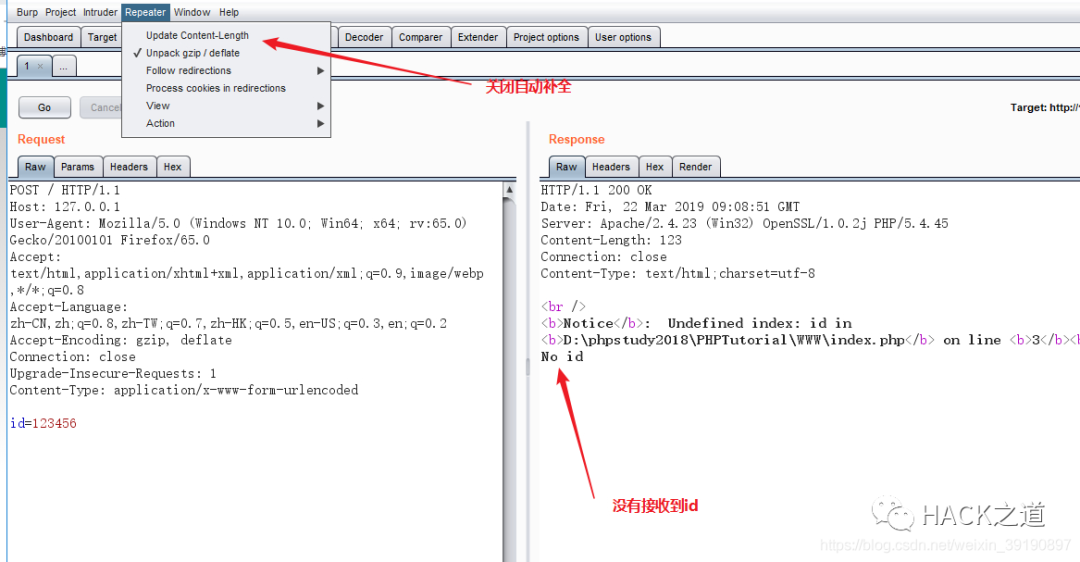 Burp Project Intruder Repeater Window Help
Dashboard Target Decoder Comparer Extender Project options User options
Update Content-Length
✓ Unpack gzip / deflate
Follow redirections
Process cookies in redirections
View
Action
关闭自动补全
1 × ...
Go Cancel
Target: http://
Request
Raw Params Headers Hex
POST / HTTP/1.1
Host: 127.0.0.1
User-Agent: Mozilla/5.0 (Windows NT 10.0; Win64; x64; rv:65.0)
Gecko/20100101 Firefox/65.0
Accept:
text/html,application/xhtml+xml,application/xml;q=0.9,image/webp
,*/*;q=0.8
Accept-Language:
zh-CN,zh;q=0.8,zh-TW;q=0.7,zh-HK;q=0.5,en-US;q=0.3,en;q=0.2
Accept-Encoding: gzip, deflate
Connection: close
Upgrade-Insecure-Requests: 1
Content-Type: application/x-www-form-urlencoded
id=123456
Response
Raw Headers Hex Render
HTTP/1.1 200 OK
Date: Fri, 22 Mar 2019 09:08:51 GMT
Server: Apache/2.4.23 (Win32) OpenSSL/1.0.2j PHP/5.4.45
Content-Length: 123
Connection: close
Content-Type: text/html;charset=utf-8
<br />
<b>Notice</b>:  Undefined index: id in
<b>D:\phpstudy2018\PHPTutorial\WWW\index.php</b> on line <b>3</b><b
No id
没有接收到id
HACK之道
https://blog.csdn.net/weixin_39190897